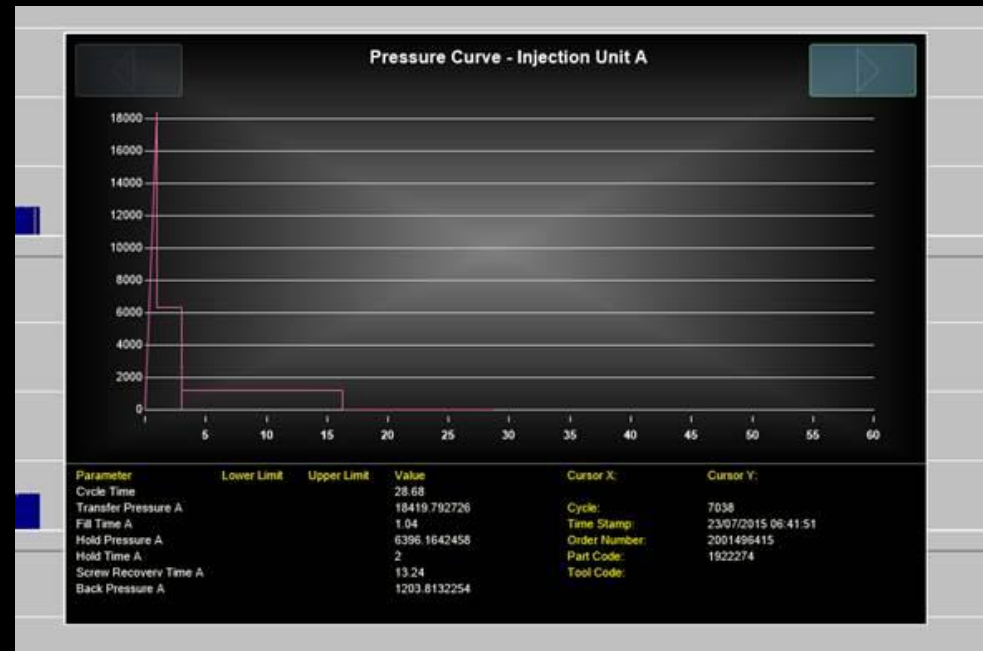 Pressure Curve - Injection Unit A
18000
16000
14000
12000
10000
8000
6000
4000
2000
0
5 10 15 20 25 30 35 40 45 50 55 60
Parameter Lower Limit Upper Limit Value Cursor X: Cursor Y:
Cycle Time 28.68
Transfer Pressure A 18419.792726 Cycle: 7038
Fill Time A 1.04 Time Stamp: 23/07/2015 06:41:51
Hold Pressure A 6396.1642458 Order Number: 2001496415
Hold Time A 2 Part Code: 1922274
Screw Recovery Time A 13.24 Tool Code:
Back Pressure A 1203.8132254